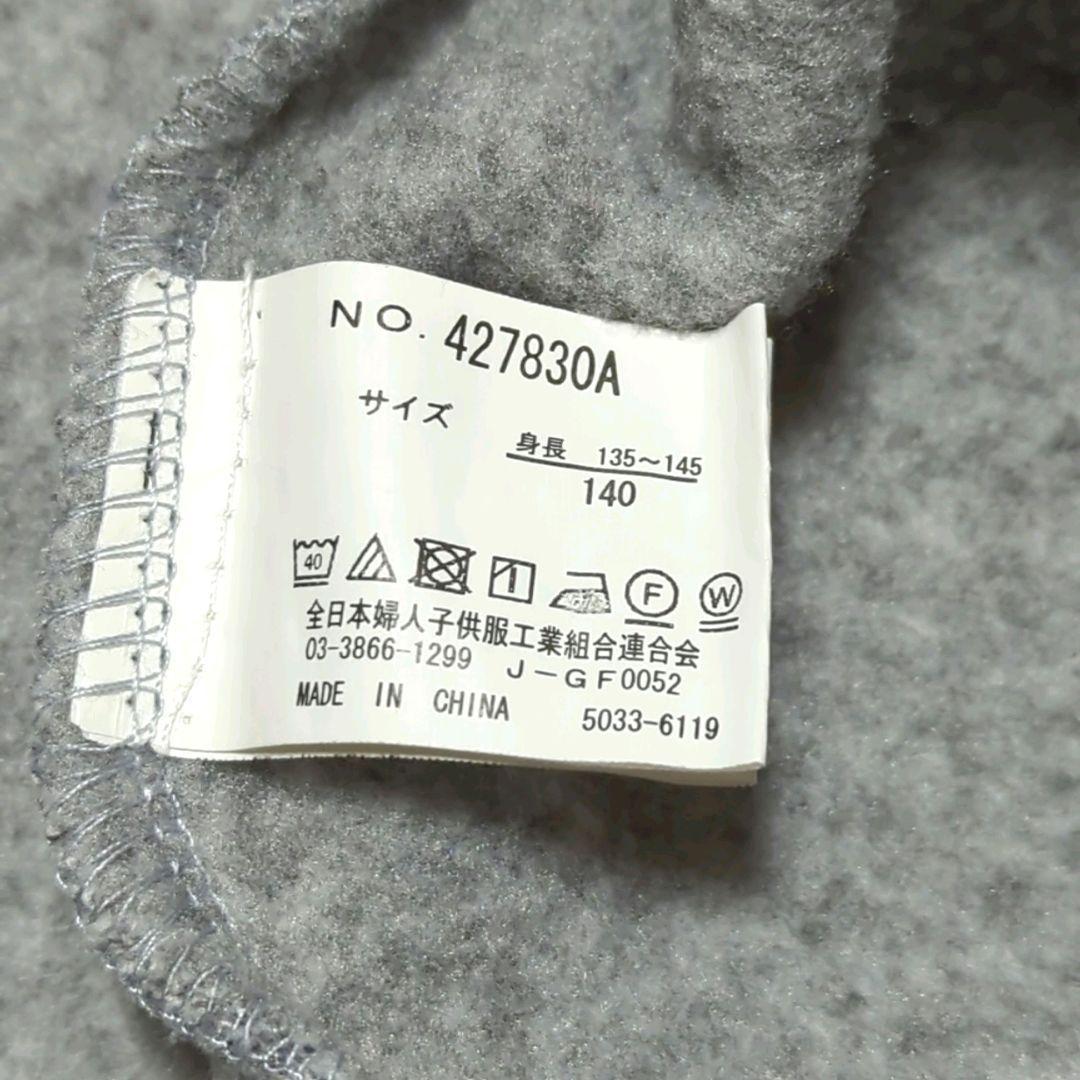 NO. 427830A
サイズ
身長 135～145
140
40
F W
全日本婦人子供服工業組合連合会
03-3866-1299 J－GF0052
MADE IN CHINA 5033-6119